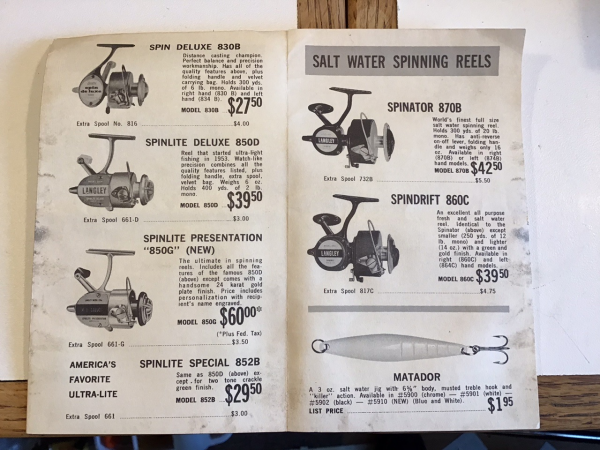 SPIN DELUXE 830B
Distance casting champion.
Perfect balance and precision
workmanship. Has all of the
quality features above, plus
folding handle and velvet
carrying bag. Holds 300 yds.
of 6 lb. mono. Available in
right hand (830 B) and left
hand (834 B).
MODEL 830B $27.50
Extra Spool No. 816 $4.00
SPINLITE DELUXE 850D
Reel that started ultra-light
fishing in 1953. Watch-like
precision combines all the
quality features listed, plus
folding handle, extra spool,
velvet bag. Weighs 6 oz.
Holds 400 yds. of 2 lb.
mono.
MODEL 850D $39.50
LANGLEY
Extra Spool 661-D $3.00
SPINLITE PRESENTATION
"850G" (NEW)
The ultimate in spinning
reels. Includes all the fea-
tures of the famous 850D
(above) except comes with a
handsome 24 karat gold
plate finish. Price includes
personalization with recip-
ient's name engraved.
MODEL 850G $60.00*
(*Plus Fed. Tax)
Extra Spool 661-G $3.50
AMERICA'S
FAVORITE
ULTRA-LITE
SPINLITE SPECIAL 852B
Same as 850D (above) ex-
cept for two tone crackle
green finish.
MODEL 852B $29.50
Extra Spool 661 $3.00
SALT WATER SPINNING REELS
SPINATOR 870B
World's finest full size
salt water spinning reel.
Holds 300 yds. of 20 lb.
mono. Has anti-reverse
on-off lever, folding han-
dle and weighs only 16
oz. Available in right
(870B) or left (874B)
hand models.
MODEL 870B $42.50
LANGLEY
Extra Spool 732B $5.50
SPINDRIFT 860C
An excellent all purpose
fresh and salt water
reel. Identical to the
Spinator (above) except
smaller (250 yds. of 12
lb. mono) and lighter
(14 oz.) with a green and
gold finish. Available in
right (860C) and left
(864C) hand models.
MODEL 860C $39.50
LANGLEY
Extra Spool 817C $4.75
MATADOR
A 3 oz. salt water jig with 6⅜" body, musted treble hook and
"killer" action. Available in #5900 (chrome) — #5901 (white) —
#5902 (black) — #5910 (NEW) (Blue and White).
LIST PRICE $1.95